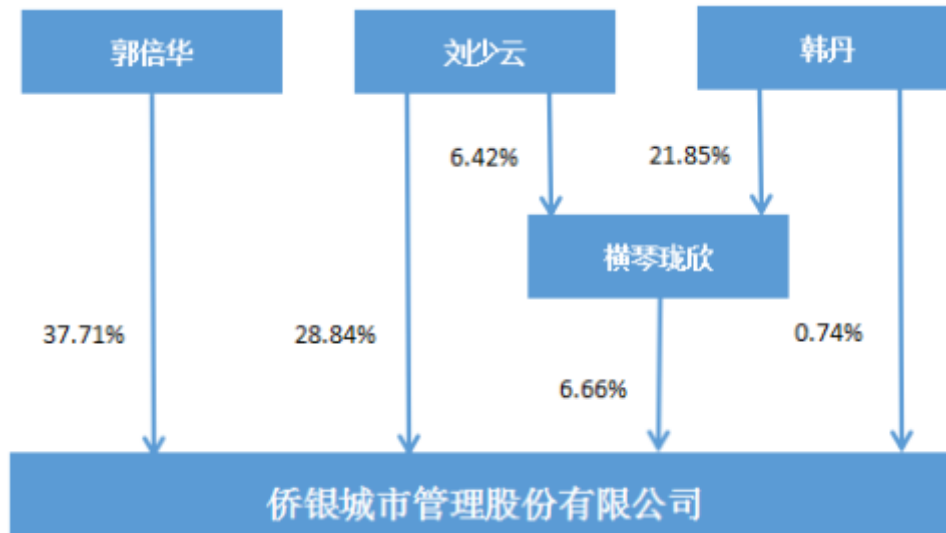 郭倍华
刘少云
韩丹
6.42%
21.85%
横琴珑欣
37.71%
28.84%
0.74%
6.66%
侨银城市管理股份有限公司